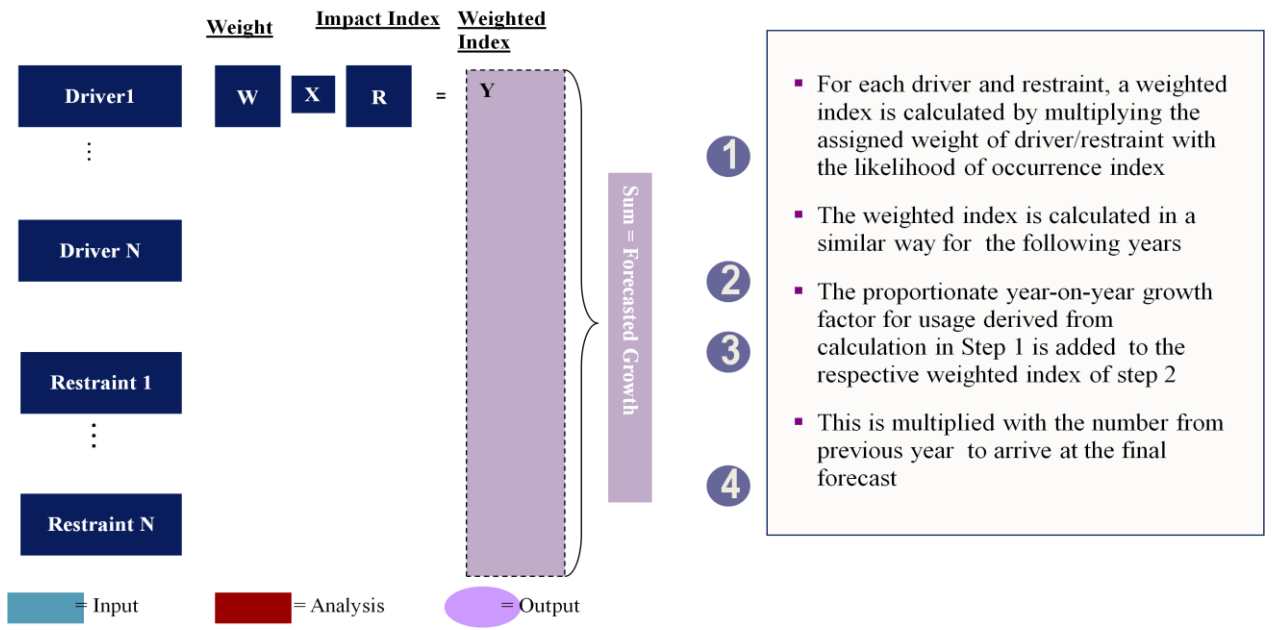 Weight
Impact Index
Weighted
Index
Driver1
W
X
R
=
Y
⋮
Driver N
Restraint 1
⋮
Restraint N
Sum = Forecasted Growth
= Input
= Analysis
= Output
1
2
3
4
▪ For each driver and restraint, a weighted
index is calculated by multiplying the
assigned weight of driver/restraint with
the likelihood of occurrence index
▪ The weighted index is calculated in a
similar way for the following years
▪ The proportionate year-on-year growth
factor for usage derived from
calculation in Step 1 is added to the
respective weighted index of step 2
▪ This is multiplied with the number from
previous year to arrive at the final
forecast